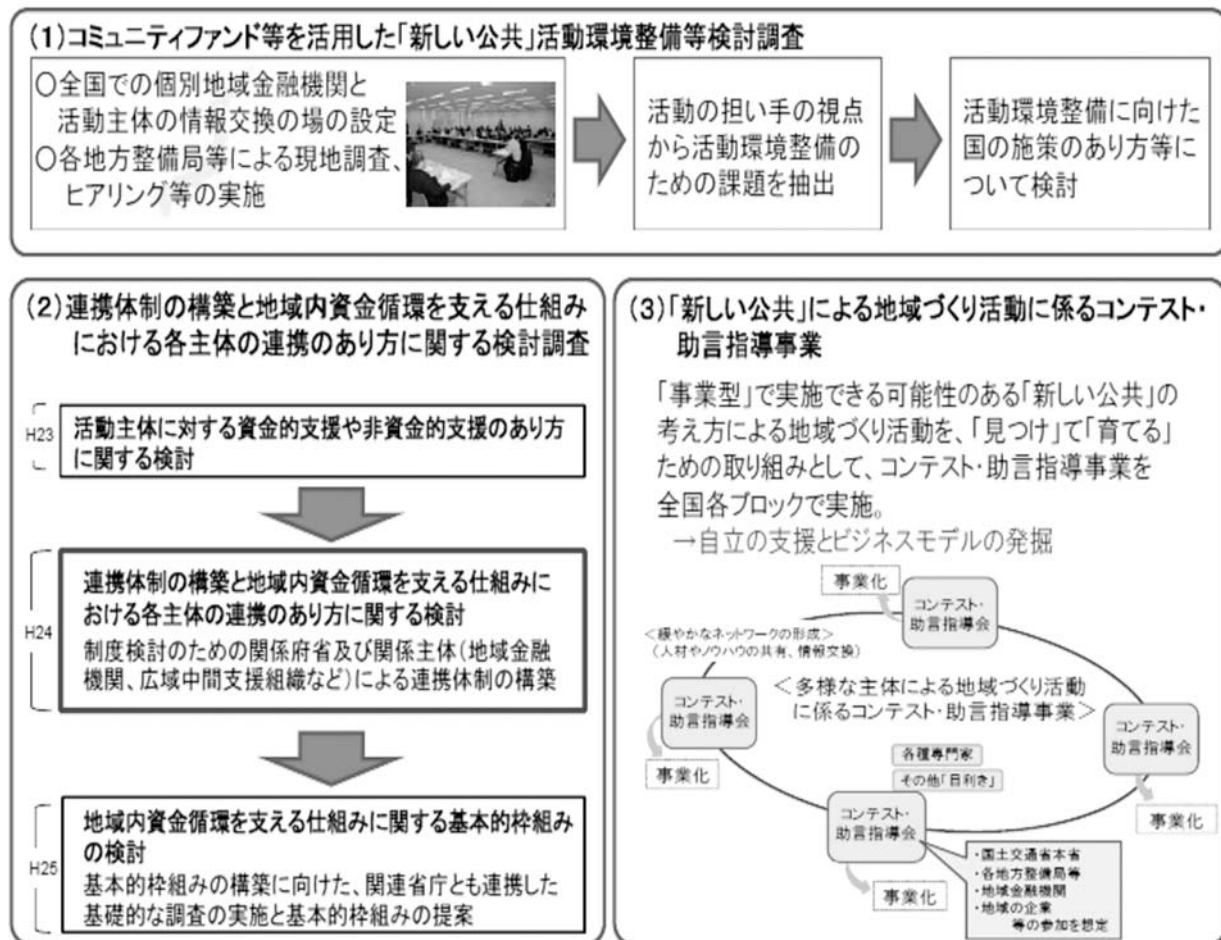 (1)コミュニティファンド等を活用した「新しい公共」活動環境整備等検討調査
○全国での個別地域金融機関と
活動主体の情報交換の場の設定
○各地方整備局等による現地調査、
ヒアリング等の実施
活動の担い手の視点
から活動環境整備の
ための課題を抽出
活動環境整備に向けた
国の施策のあり方等に
ついて検討
(2)連携体制の構築と地域内資金循環を支える仕組み
における各主体の連携のあり方に関する検討調査
H23
活動主体に対する資金的支援や非資金的支援のあり方
に関する検討
H24
連携体制の構築と地域内資金循環を支える仕組みに
おける各主体の連携のあり方に関する検討
制度検討のための関係府省及び関係主体(地域金融
機関、広域中間支援組織など)による連携体制の構築
H25
地域内資金循環を支える仕組みに関する基本的枠組み
の検討
基本的枠組みの構築に向けた、関連省庁とも連携した
基礎的な調査の実施と基本的枠組みの提案
(3)「新しい公共」による地域づくり活動に係るコンテスト・
助言指導事業
「事業型」で実施できる可能性のある「新しい公共」の
考え方による地域づくり活動を、「見つけ」て「育てる」
ための取り組みとして、コンテスト・助言指導事業を
全国各ブロックで実施。
→自立の支援とビジネスモデルの発掘
事業化
コンテスト・
助言指導会
<緩やかなネットワークの形成>
(人材やノウハウの共有、情報交換)
<多様な主体による地域づくり活動
に係るコンテスト・助言指導事業>
コンテスト・
助言指導会
事業化
コンテスト・
助言指導会
事業化
各種専門家
その他「目利き」
コンテスト・
助言指導会
事業化
・国土交通省本省
・各地方整備局等
・地域金融機関
・地域の企業
等の参加を想定